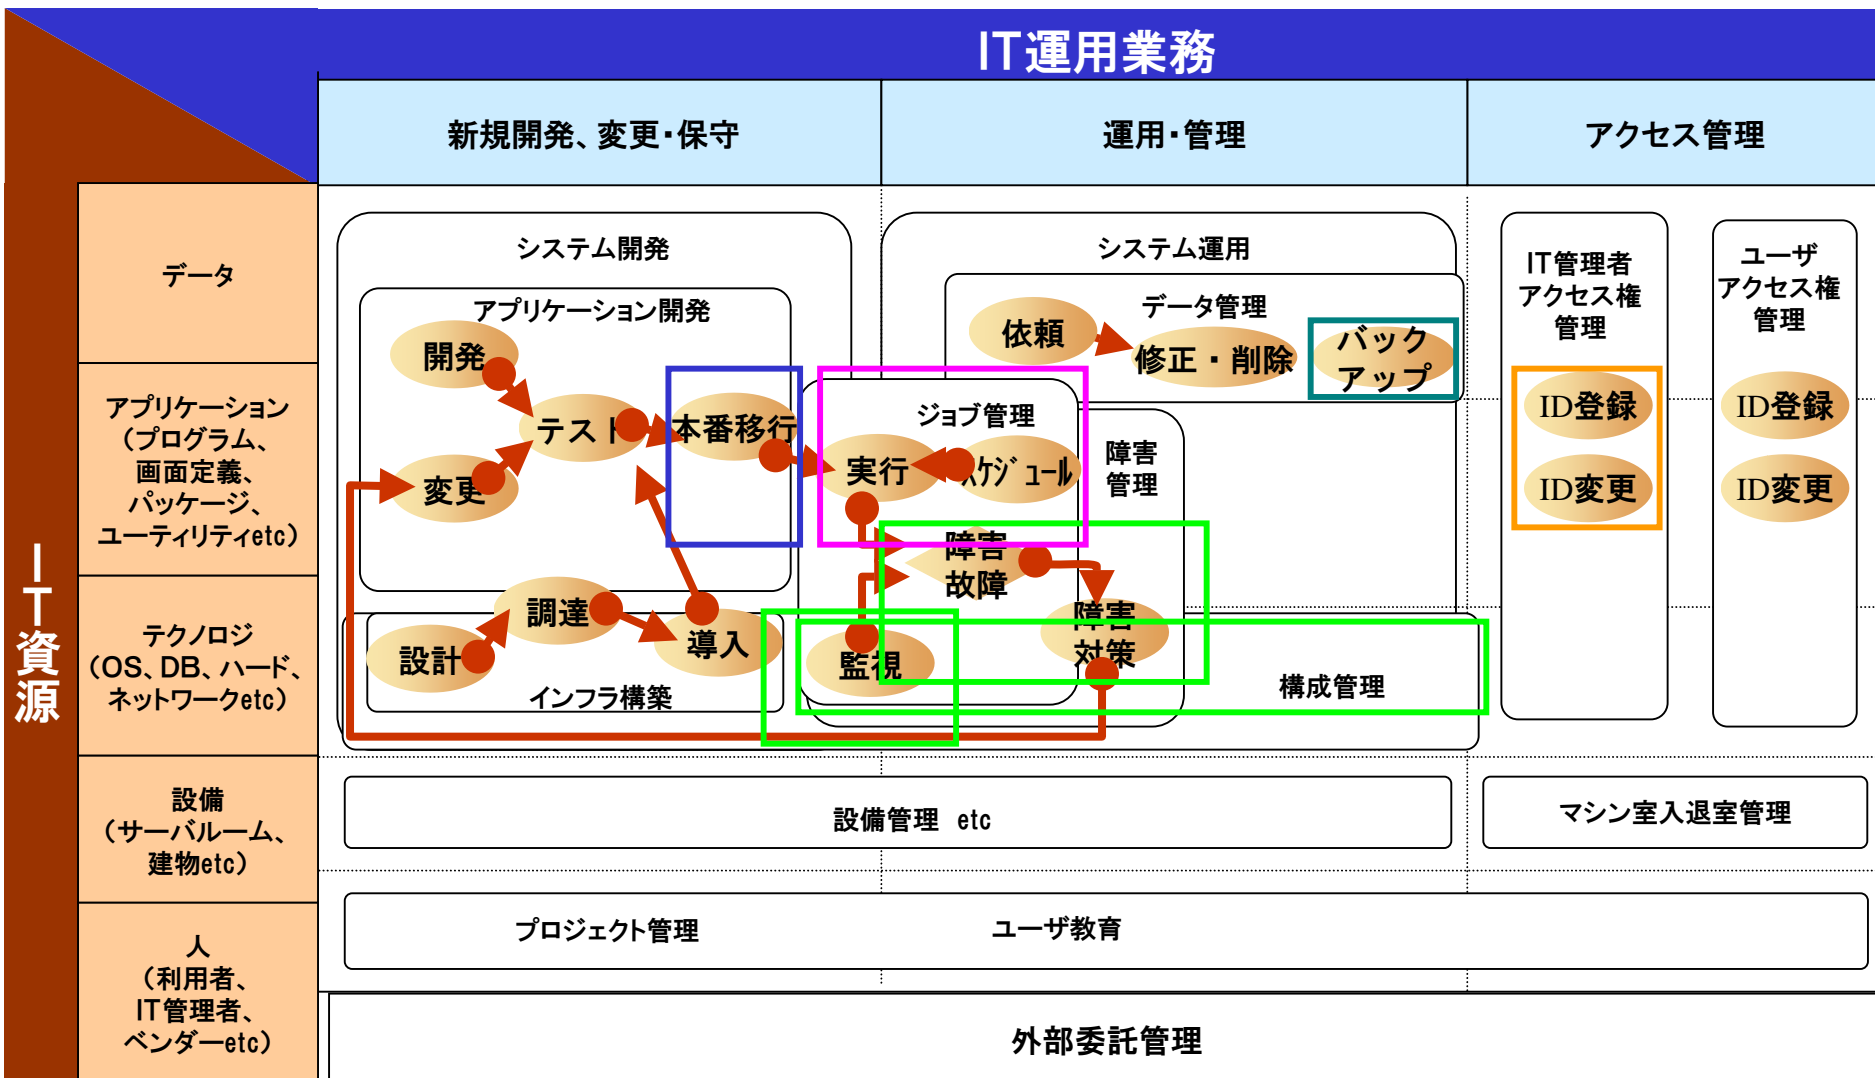 IT運用業務
新規開発、変更・保守
運用・管理
アクセス管理
IT資源
データ
アプリケーション
（プログラム、
画面定義、
パッケージ、
ユーティリティetc）
テクノロジ
（OS、DB、ハード、
ネットワークetc）
設備
（サーバルーム、
建物etc）
人
（利用者、
IT管理者、
ベンダーetc）
システム開発
アプリケーション開発
開発
テスト
本番移行
変更
設計
調達
導入
インフラ構築
システム運用
データ管理
依頼
修正・削除
バック
アップ
ジョブ管理
実行
スケジュール
障害
管理
障害
故障
障害
対策
監視
構成管理
IT管理者
アクセス権
管理
ID登録
ID変更
ユーザ
アクセス権
管理
ID登録
ID変更
設備管理 etc
マシン室入退室管理
プロジェクト管理
ユーザ教育
外部委託管理